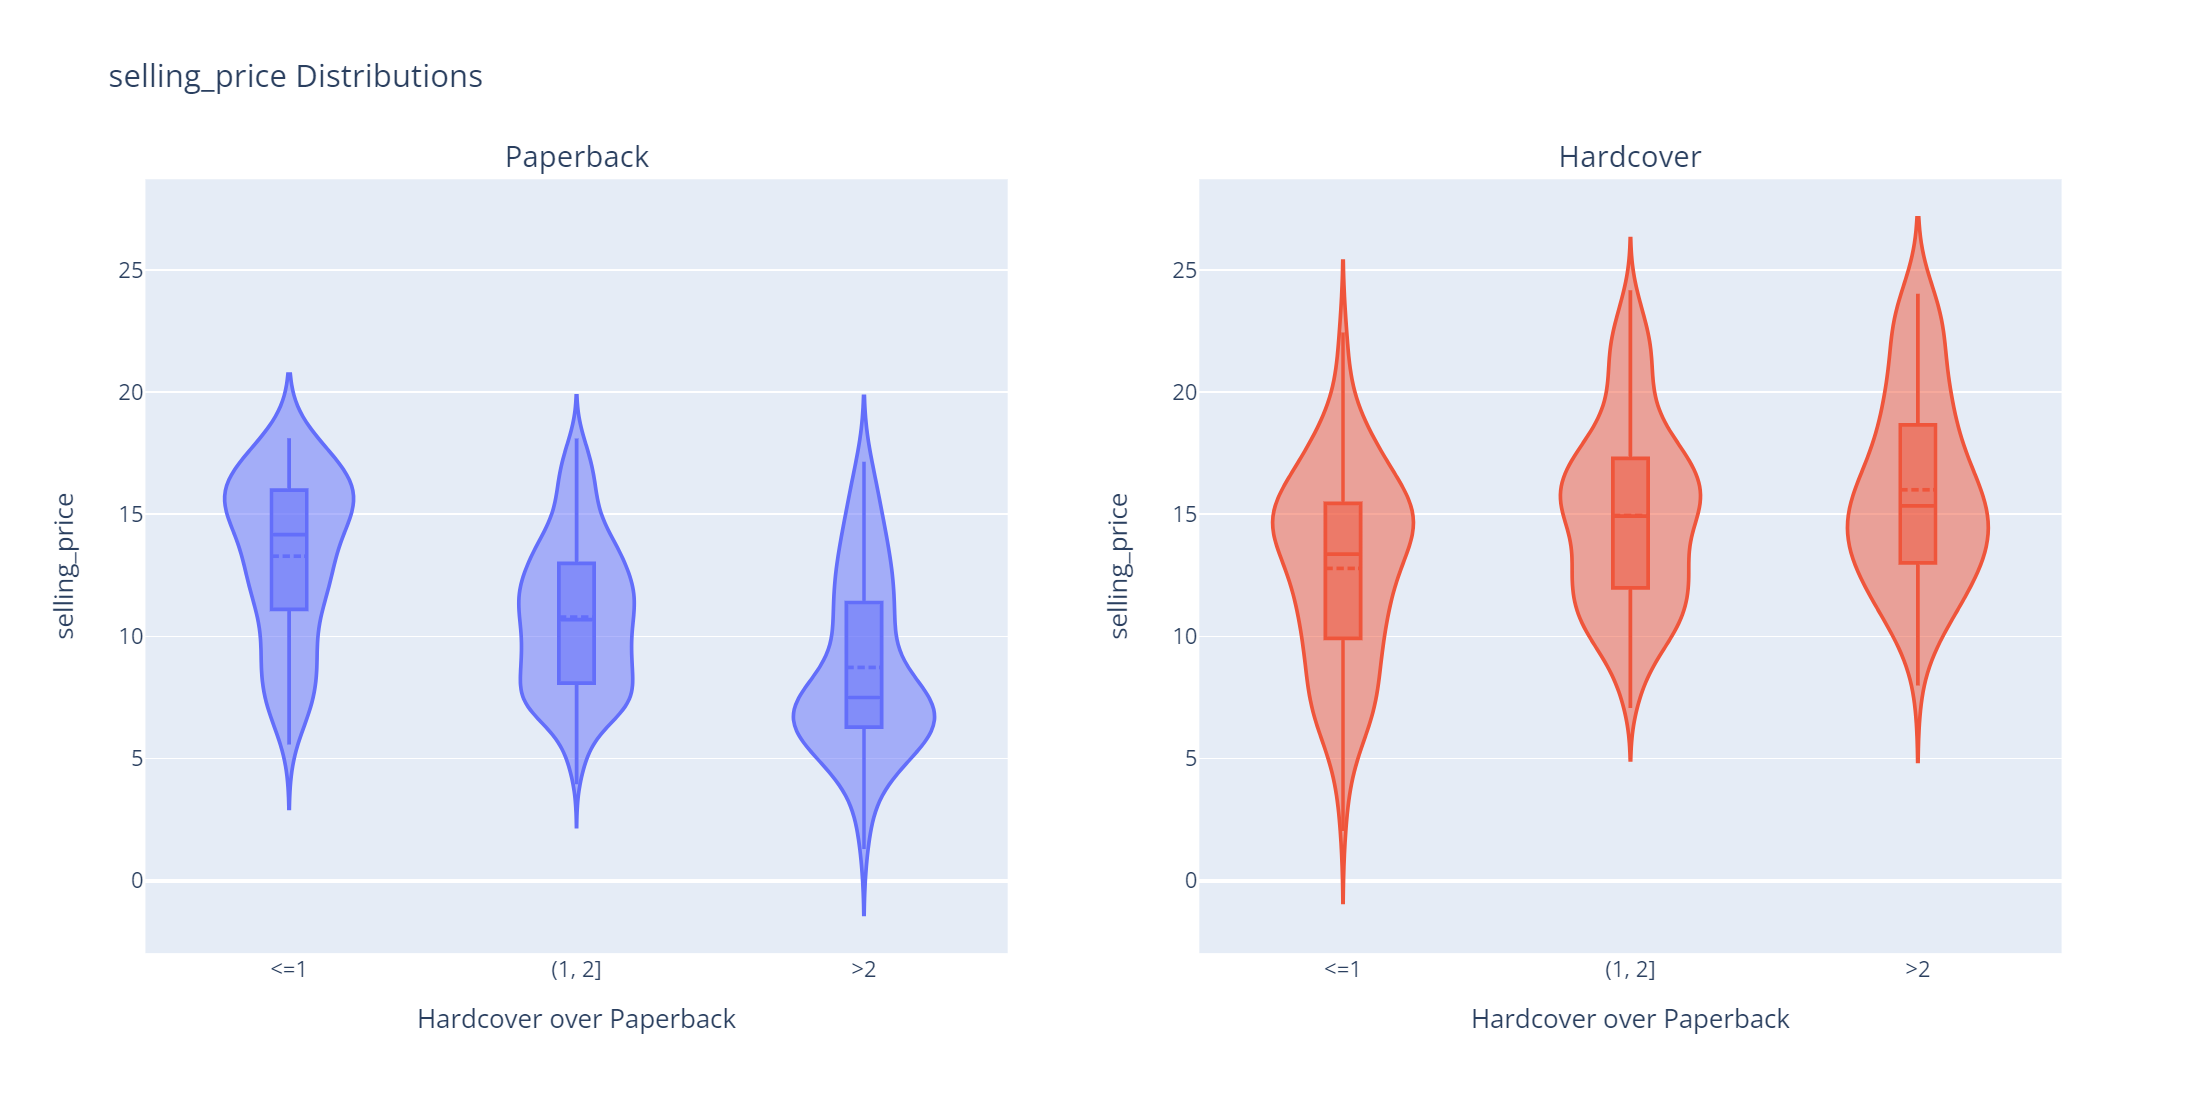 selling_price Distributions
Paperback
Hardcover
25
20
15
10
5
0
selling_price
<=1
(1, 2]
>2
Hardcover over Paperback
25
20
15
10
5
0
selling_price
<=1
(1, 2]
>2
Hardcover over Paperback